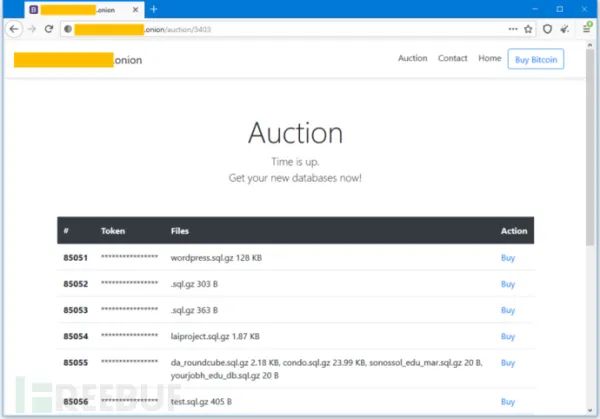 .onion
.onion/auction/3403
.onion
Auction Contact Home Buy Bitcoin
Auction
Time is up.
Get your new databases now!
# Token Files Action
85051 **************** wordpress.sql.gz 128 KB Buy
85052 **************** .sql.gz 303 B Buy
85053 **************** .sql.gz 363 B Buy
85054 **************** laiproject.sql.gz 1.87 KB Buy
85055 **************** da_roundcube.sql.gz 2.18 KB, condo.sql.gz 23.99 KB, sonossol_edu_mar.sql.gz 20 B, Buy
yourjobh_edu_db.sql.gz 20 B
85056 **************** test.sql.gz 405 B Buy
FREEBUF